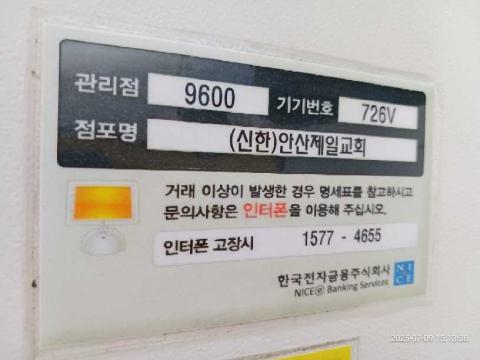 관리점 9600 기기번호 726V
점포명 (신한)안산제일교회
거래 이상이 발생한 경우 명세표를 참고하시고
문의사항은 인터폰을 이용해 주십시오.
인터폰 고장시 1577 - 4655
한국전자금융주식회사
NICE@ Banking Services
NI
CE
2025-07-09 15:13:38